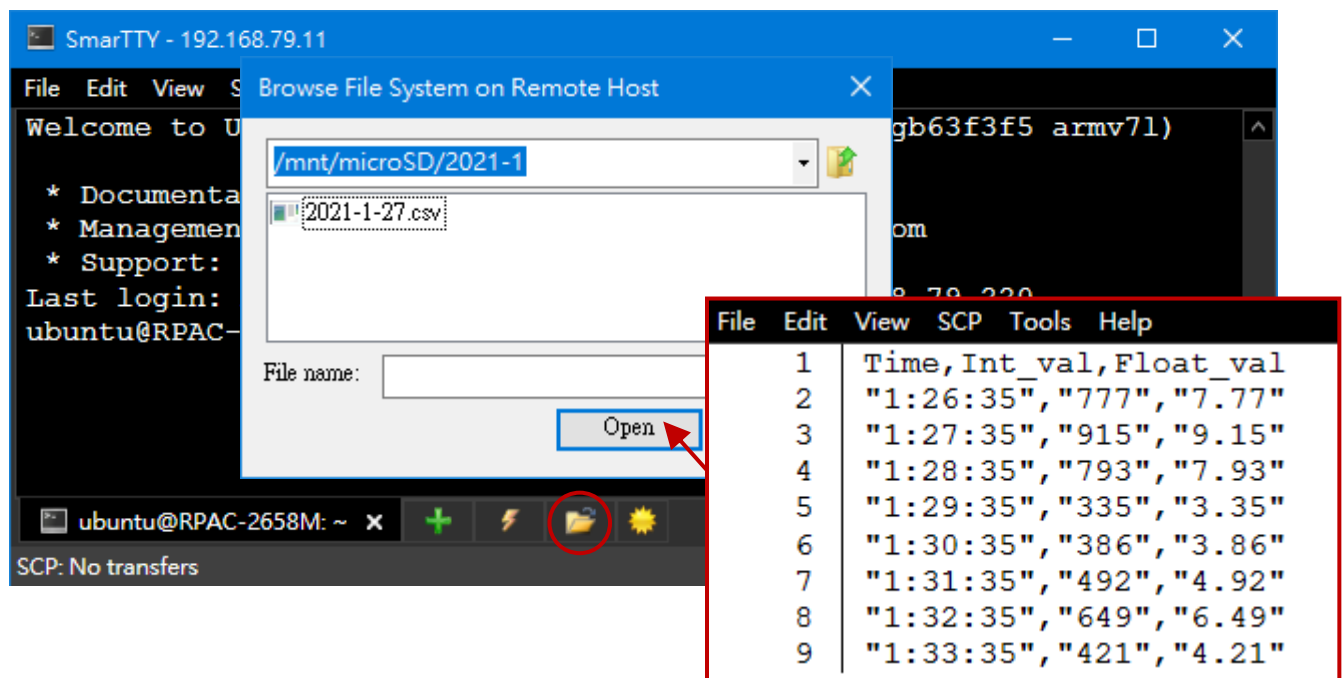 SmarTTY - 192.168.79.11
File Edit View S
Browse File System on Remote Host
Welcome to U
gb63f3f5 armv7l)
/mnt/microSD/2021-1
* Documenta
2021-1-27.csv
* Managemen
om
* Support:
Last login:
8.79.220
ubuntu@RPAC-
File name:
Open
ubuntu@RPAC-2658M: ~
SCP: No transfers
File Edit View SCP Tools Help
1 Time,Int_val,Float_val
2 "1:26:35","777","7.77"
3 "1:27:35","915","9.15"
4 "1:28:35","793","7.93"
5 "1:29:35","335","3.35"
6 "1:30:35","386","3.86"
7 "1:31:35","492","4.92"
8 "1:32:35","649","6.49"
9 "1:33:35","421","4.21"